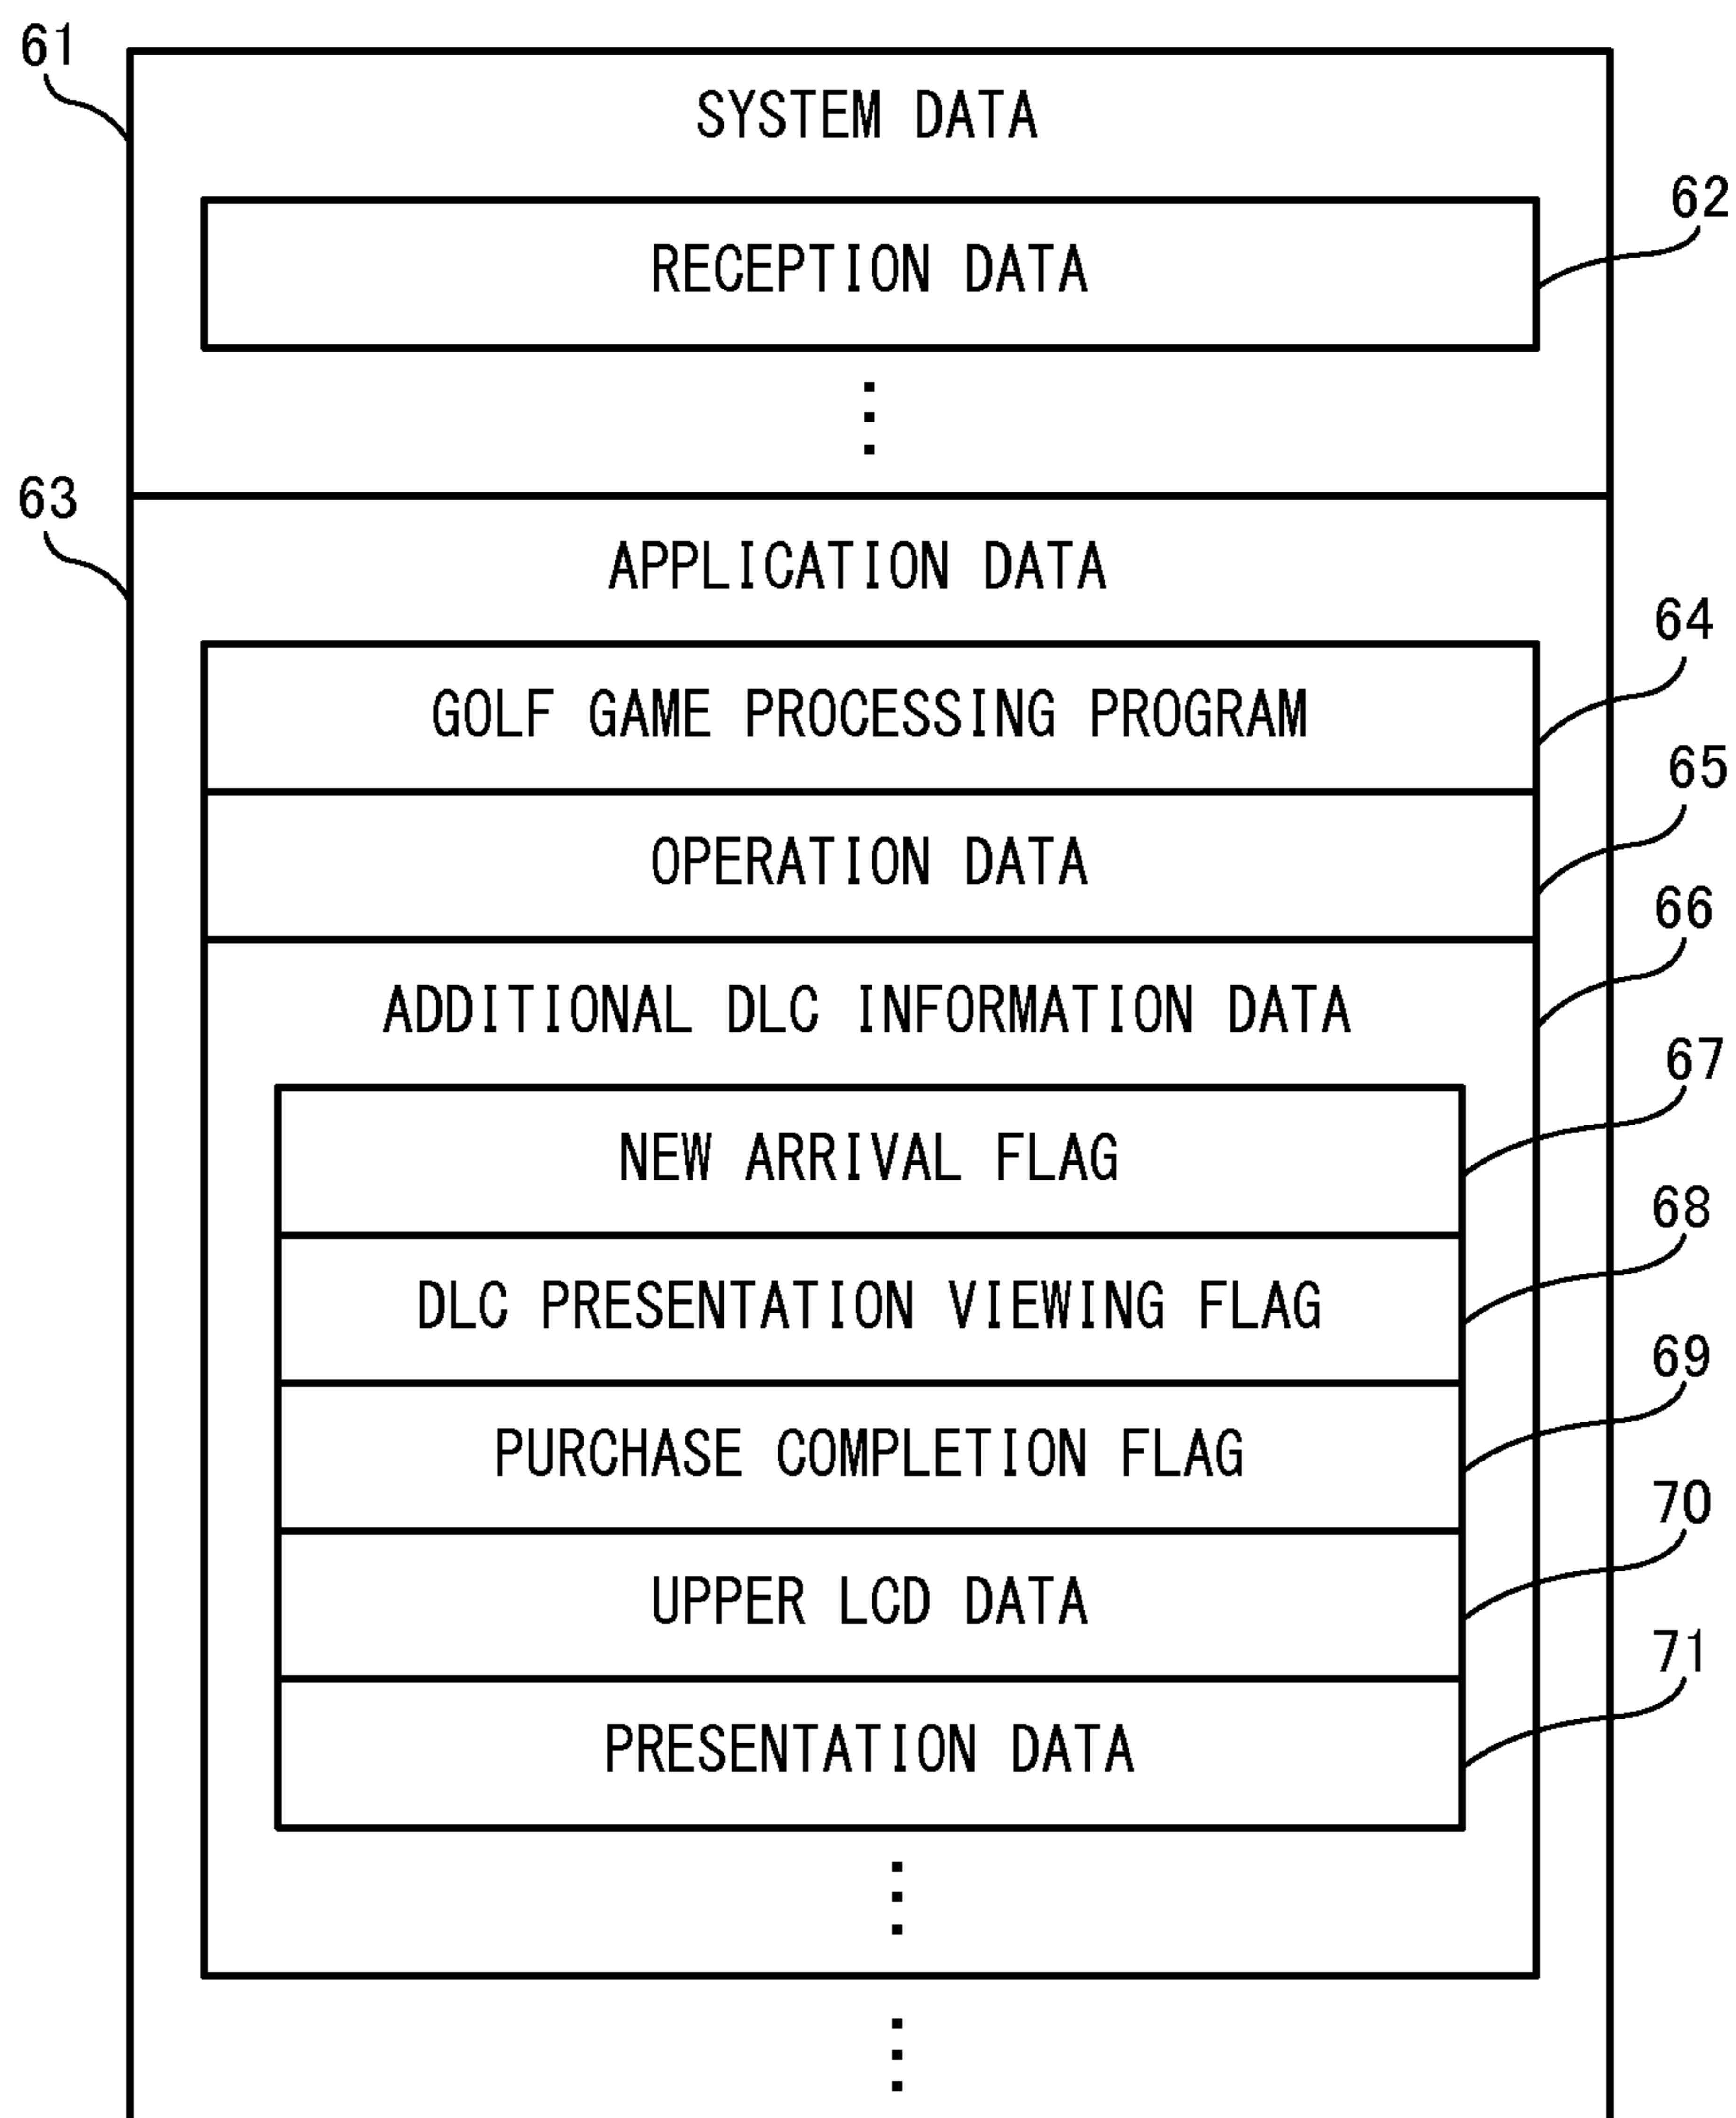 61
SYSTEM DATA
62
RECEPTION DATA
63
APPLICATION DATA
64
GOLF GAME PROCESSING PROGRAM
65
OPERATION DATA
66
ADDITIONAL DLC INFORMATION DATA
67
NEW ARRIVAL FLAG
68
DLC PRESENTATION VIEWING FLAG
69
PURCHASE COMPLETION FLAG
70
UPPER LCD DATA
71
PRESENTATION DATA